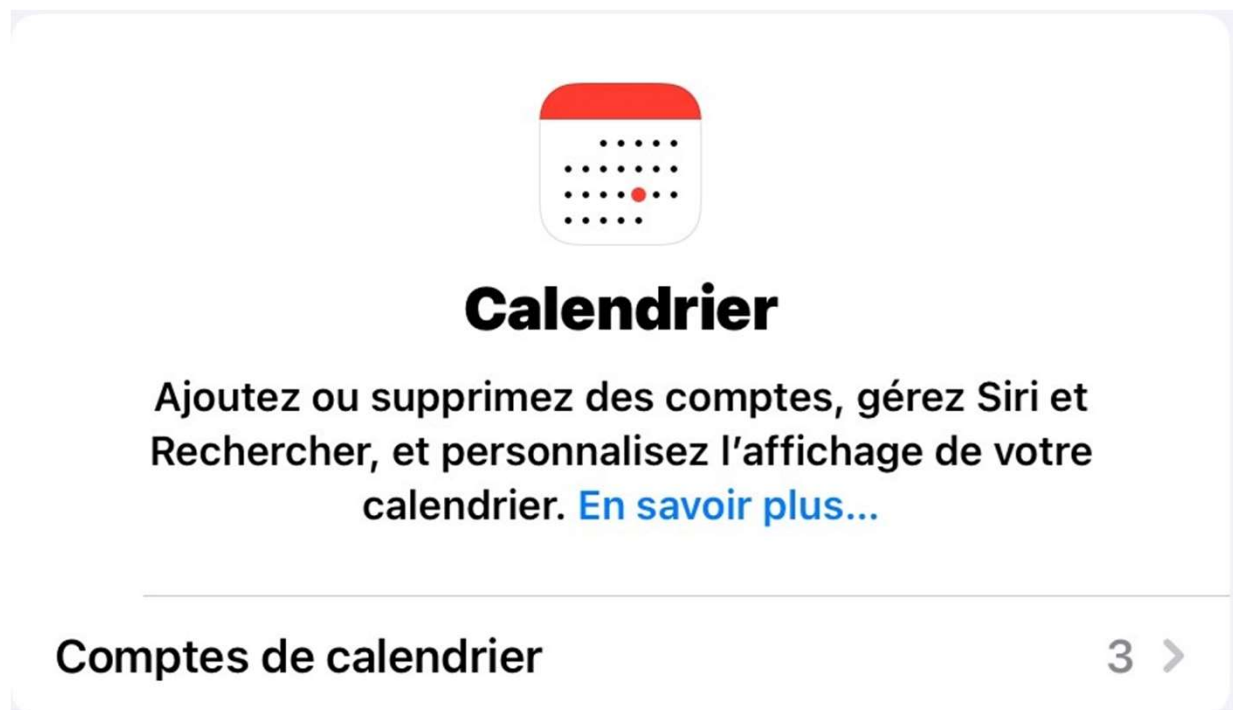 Calendrier
Ajoutez ou supprimez des comptes, gérez Siri et
Rechercher, et personnalisez l’affichage de votre
calendrier. En savoir plus...
Comptes de calendrier 3